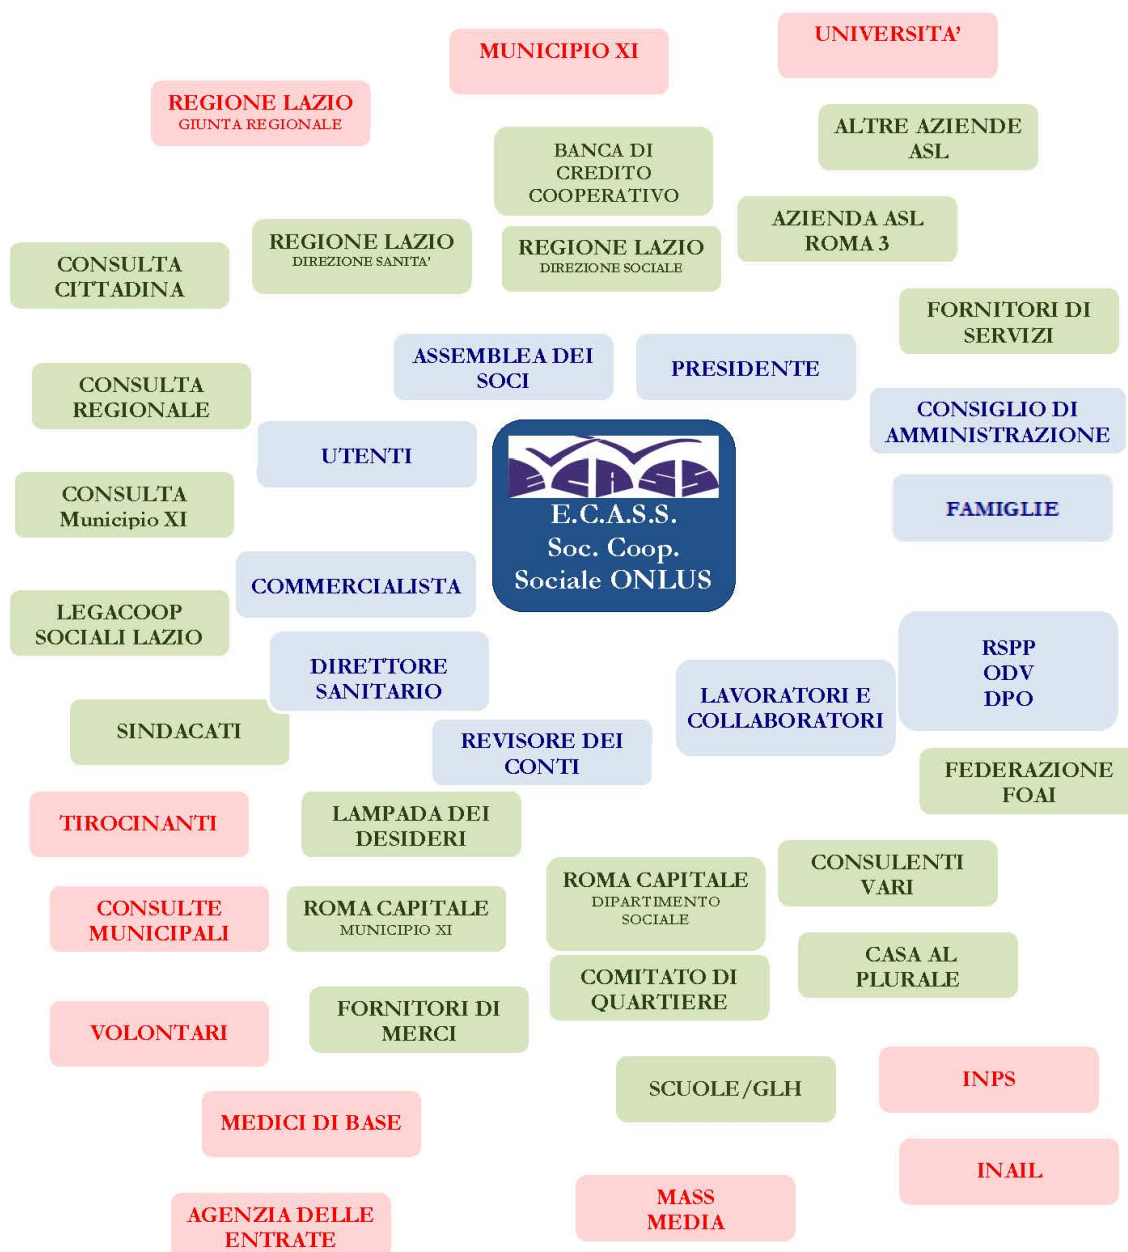 MUNICIPIO XI
UNIVERSITA’
REGIONE LAZIO
GIUNTA REGIONALE
BANCA DI
CREDITO
COOPERATIVO
ALTRE AZIENDE
ASL
AZIENDA ASL
ROMA 3
REGIONE LAZIO
DIREZIONE SANITA’
REGIONE LAZIO
DIREZIONE SOCIALE
CONSULTA
CITTADINA
FORNITORI DI
SERVIZI
ASSEMBLEA DEI
SOCI
PRESIDENTE
CONSULTA
REGIONALE
CONSIGLIO DI
AMMINISTRAZIONE
UTENTI
ECASS
E.C.A.S.S.
Soc. Coop.
Sociale ONLUS
CONSULTA
Municipio XI
FAMIGLIE
COMMERCIALISTA
LEGACOOP
SOCIALI LAZIO
DIRETTORE
SANITARIO
RSPP
ODV
DPO
LAVORATORI E
COLLABORATORI
SINDACATI
REVISORE DEI
CONTI
FEDERAZIONE
FOAI
TIROCINANTI
LAMPADA DEI
DESIDERI
CONSULENTI
VARI
ROMA CAPITALE
DIPARTIMENTO
SOCIALE
CONSULTE
MUNICIPALI
ROMA CAPITALE
MUNICIPIO XI
CASA AL
PLURALE
COMITATO DI
QUARTIERE
VOLONTARI
FORNITORI DI
MERCI
SCUOLE/GLH
INPS
MEDICI DI BASE
INAIL
MASS
MEDIA
AGENZIA DELLE
ENTRATE